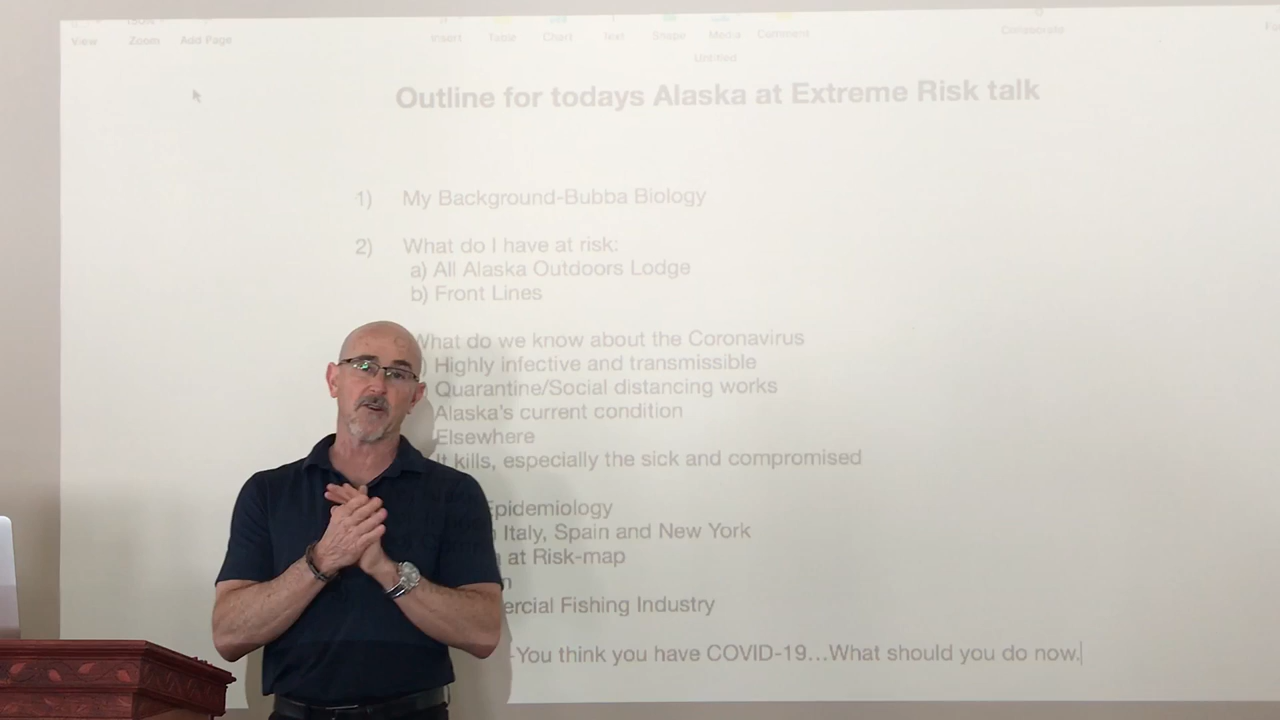 View Zoom Add Page Insert Table Chart Text Shape Media Comment Collaborate
Untitled
Outline for todays Alaska at Extreme Risk talk
1) My Background-Bubba Biology
2) What do I have at risk:
a) All Alaska Outdoors Lodge
b) Front Lines
What do we know about the Coronavirus
) Highly infective and transmissible
Quarantine/Social distancing works
Alaska's current condition
Elsewhere
It kills, especially the sick and compromised
Epidemiology
Italy, Spain and New York
at Risk-map
ercial Fishing Industry
-You think you have COVID-19...What should you do now.